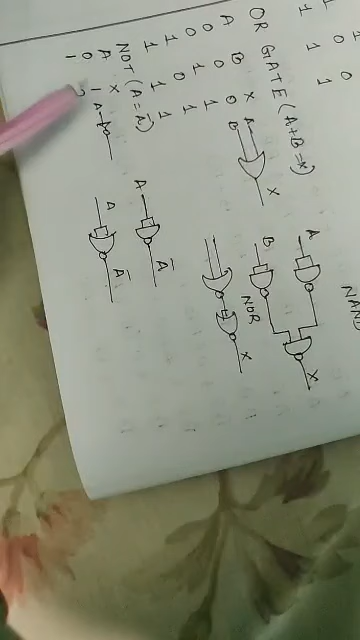 1 0 0
1 1 1
NAND
OR GATE (A+B=X)
A B X
0 0 0
0 1 1
1 0 1
1 1 1
A B X
A B X
NOR
X
NOT (A=Ā)
A X
0 1
1
A
A Ā
A Ā